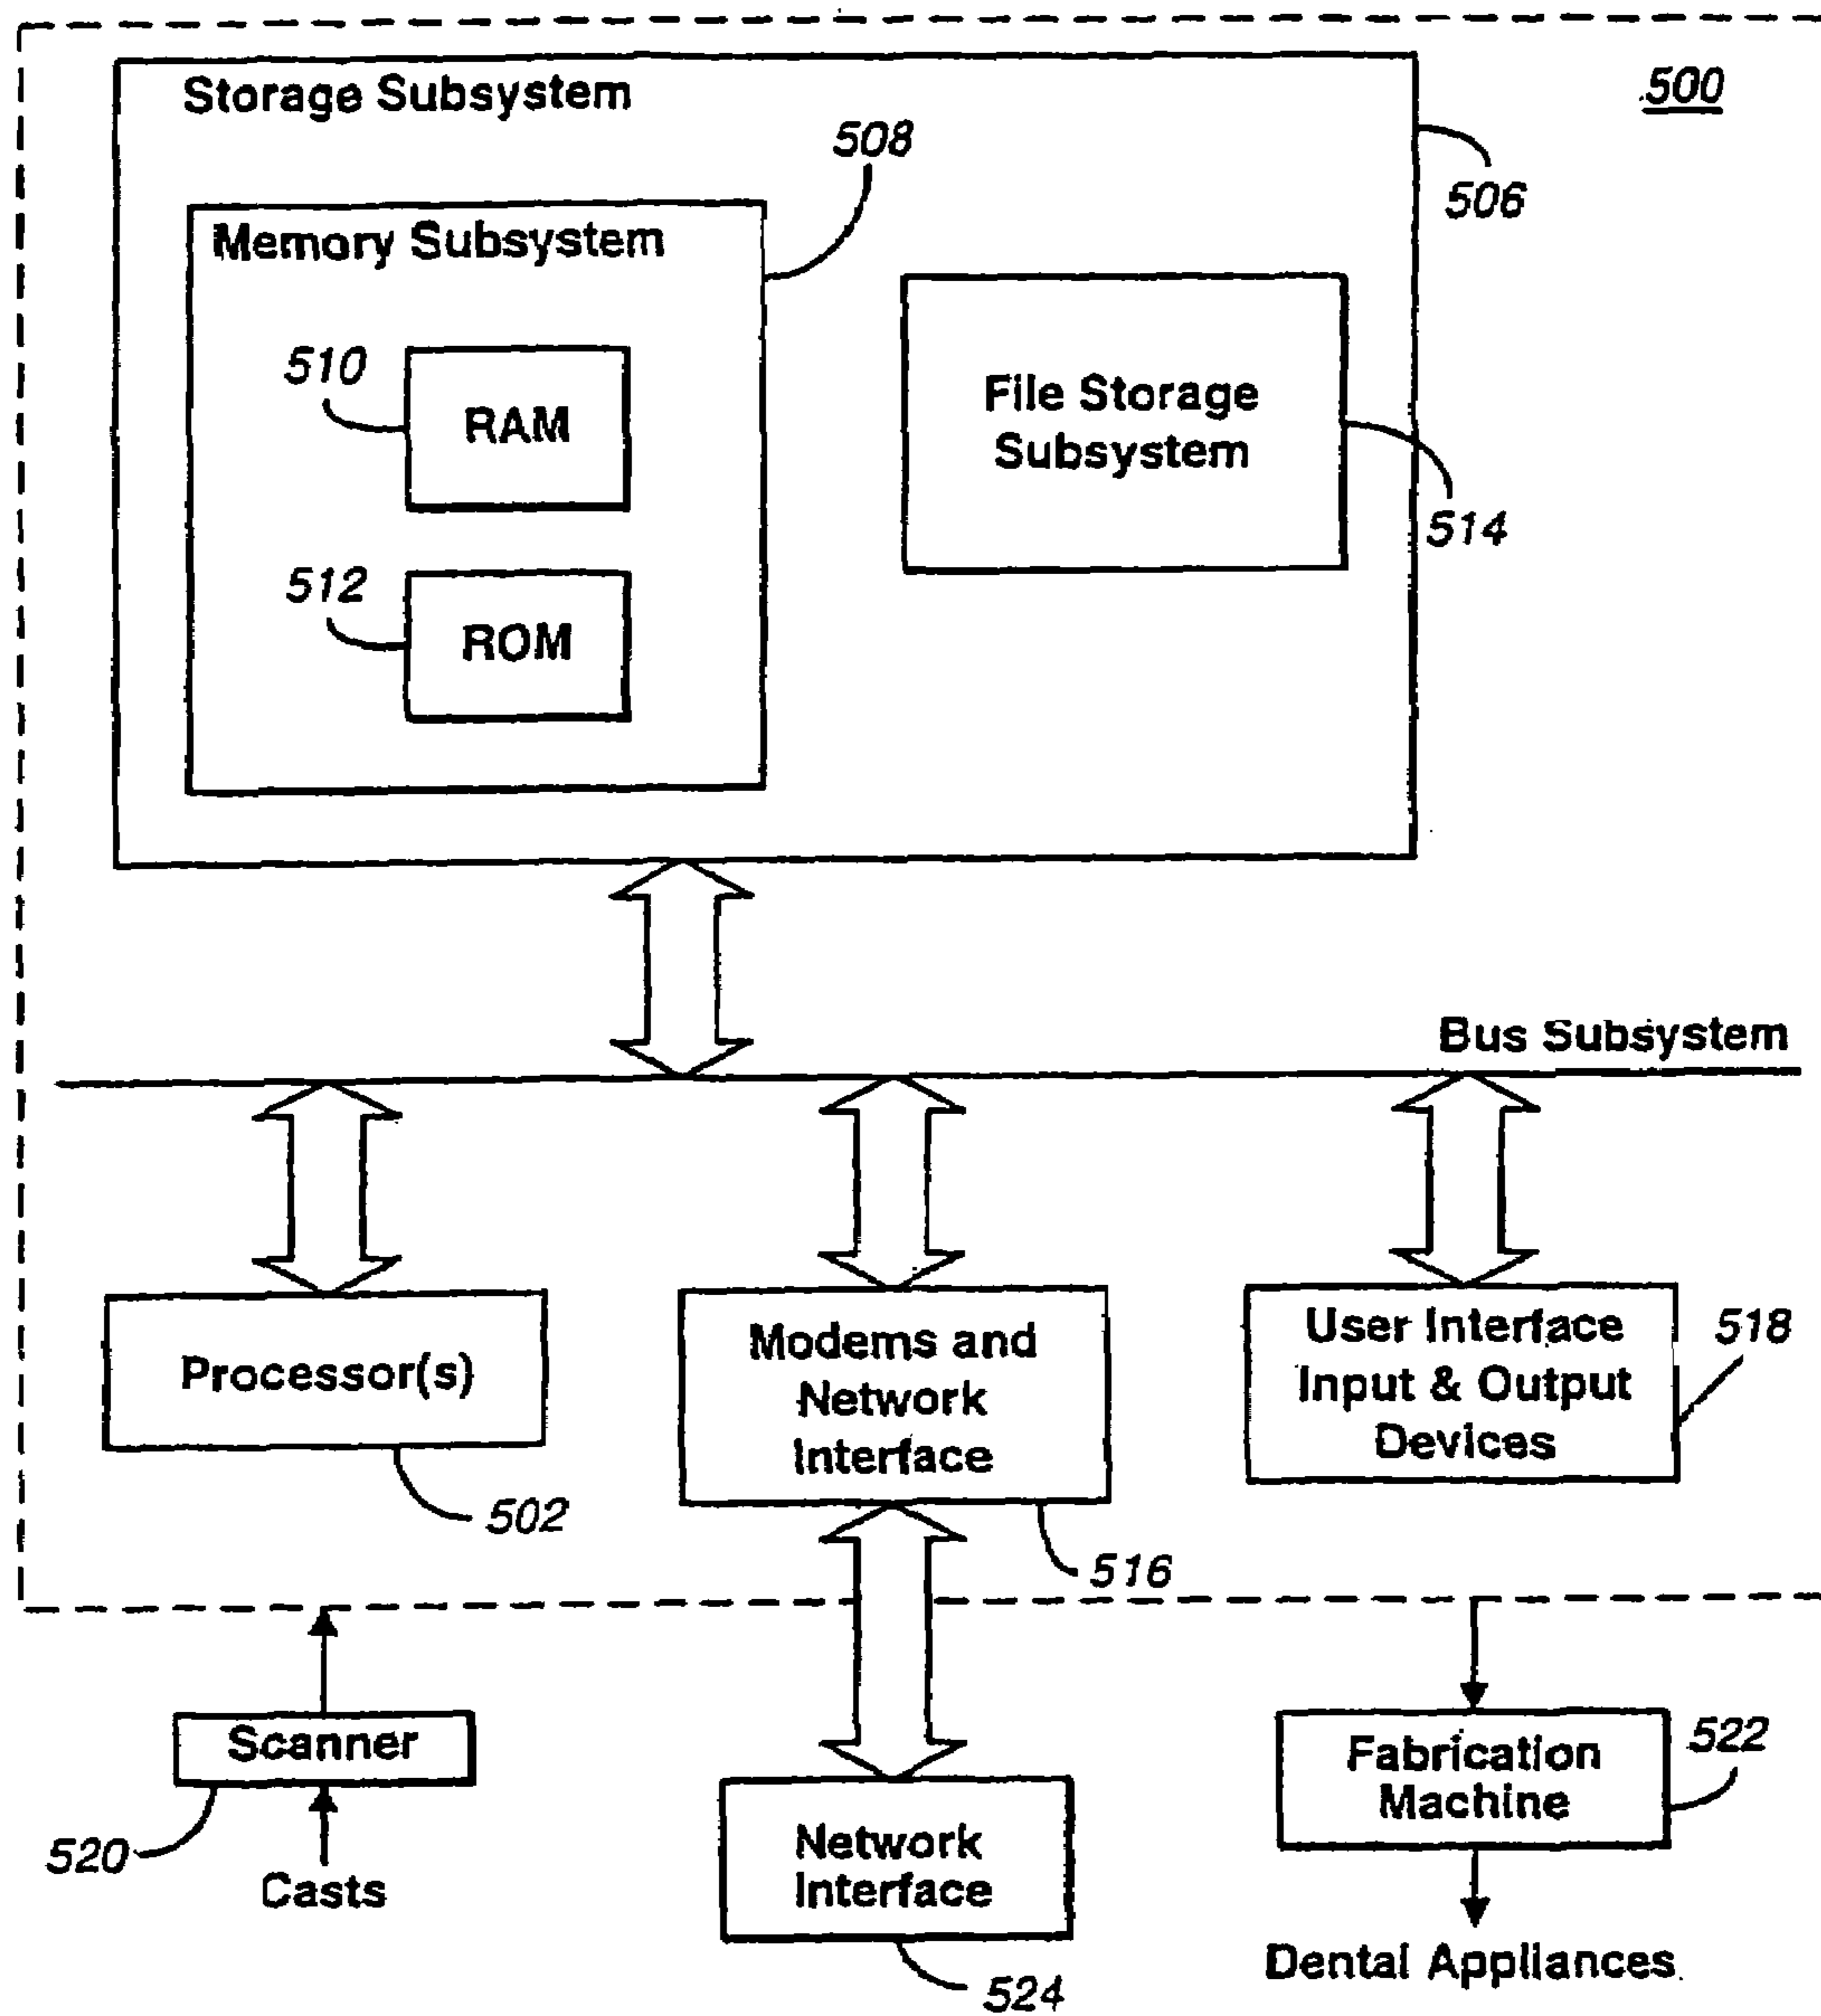 Storage Subsystem
500
508
506
Memory Subsystem
510
RAM
File Storage
Subsystem
514
512
ROM
Bus Subsystem
Processor(s)
502
Modems and
Network
Interface
516
User Interface
Input & Output
Devices
518
Scanner
520
Casts
Network
Interface
524
Fabrication
Machine
522
Dental Appliances